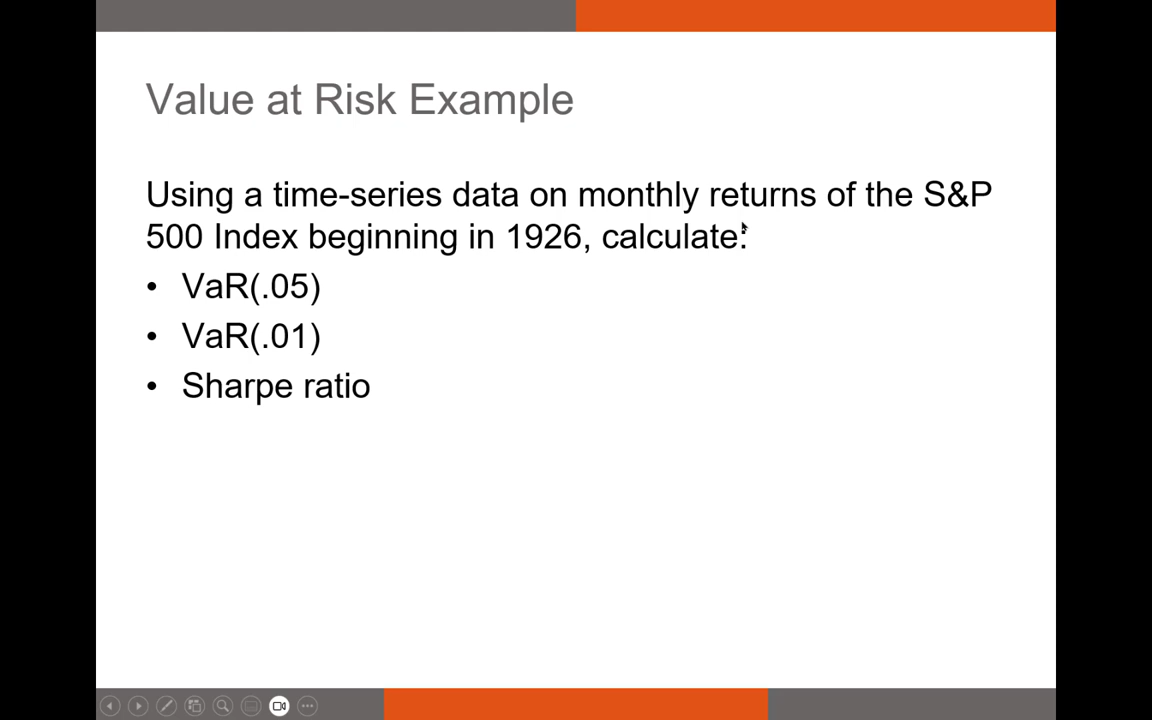 Value at Risk Example
Using a time-series data on monthly returns of the S&P
500 Index beginning in 1926, calculate:
• VaR(.05)
• VaR(.01)
• Sharpe ratio